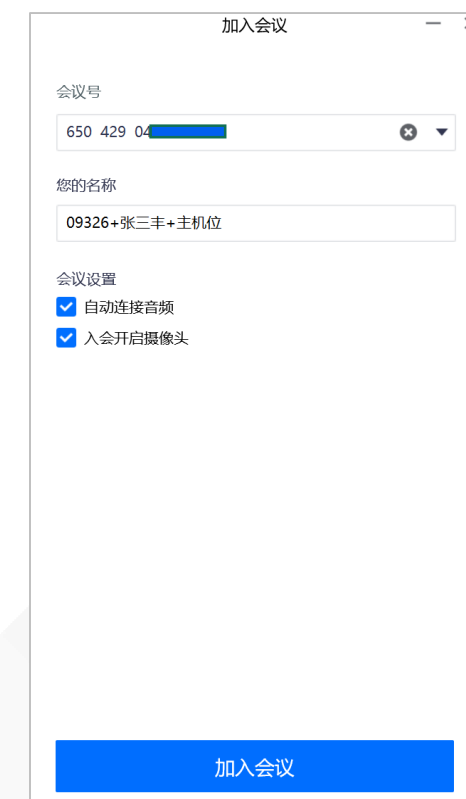 加入会议
会议号
650 429 04
您的名称
09326+张三丰+主机位
会议设置
自动连接音频
入会开启摄像头
加入会议